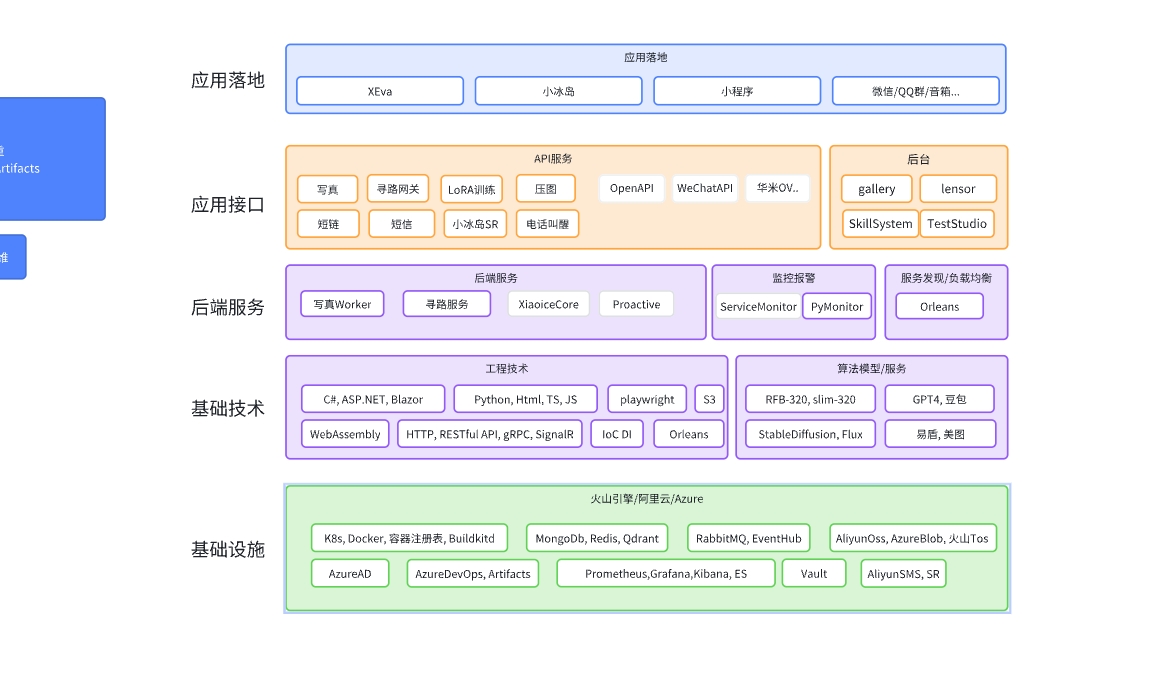 Artifacts
应用落地
应用落地
XEva
小冰岛
小程序
微信/QQ群/音箱...
应用接口
API服务
写真
寻路网关
LoRA训练
压图
OpenAPI
WeChatAPI
华米OV..
短链
短信
小冰岛SR
电话叫醒
后台
gallery
lensor
SkillSystem
TestStudio
后端服务
后端服务
写真Worker
寻路服务
XiaoiceCore
Proactive
监控报警
ServiceMonitor
PyMonitor
服务发现/负载均衡
Orleans
基础技术
工程技术
C#, ASP.NET, Blazor
Python, Html, TS, JS
playwright
S3
WebAssembly
HTTP, RESTful API, gRPC, SignalR
IoC DI
Orleans
算法模型/服务
RFB-320, slim-320
GPT4, 豆包
StableDiffusion, Flux
易盾, 美图
基础设施
火山引擎/阿里云/Azure
K8s, Docker, 容器注册表, Buildkitd
MongoDb, Redis, Qdrant
RabbitMQ, EventHub
AliyunOss, AzureBlob, 火山Tos
AzureAD
AzureDevOps, Artifacts
Prometheus,Grafana,Kibana, ES
Vault
AliyunSMS, SR